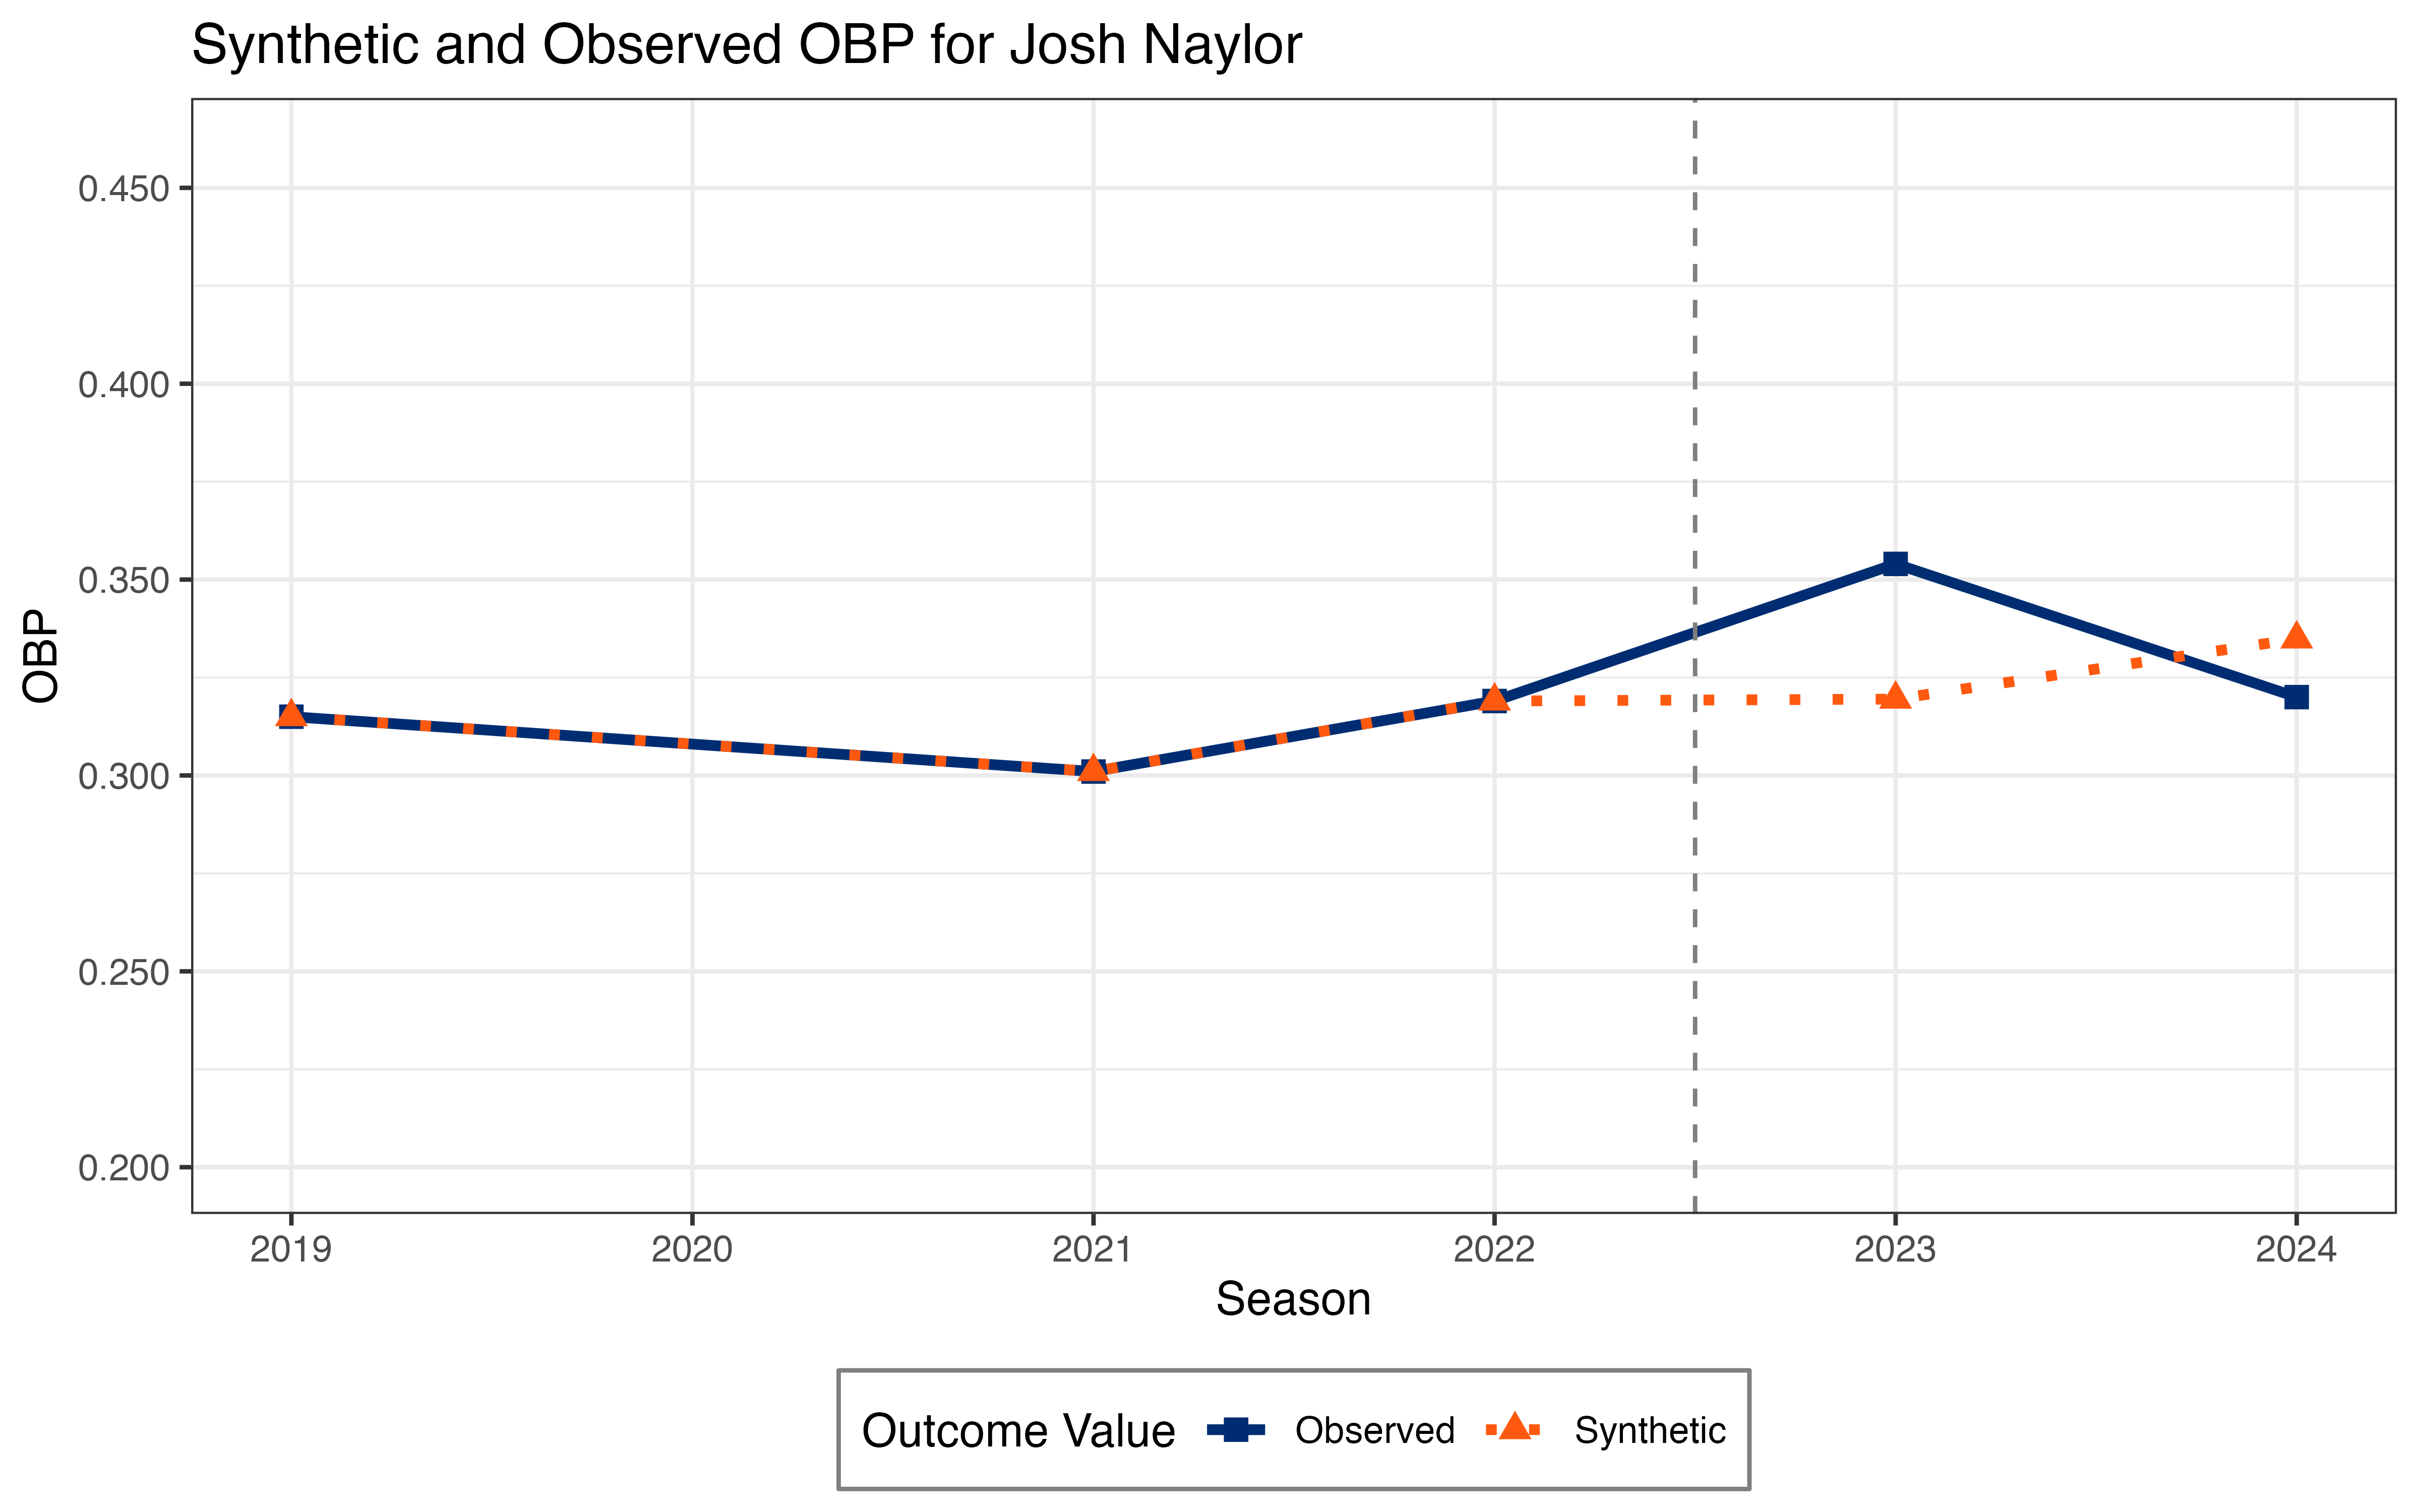 Synthetic and Observed OBP for Josh Naylor
OBP
0.450
0.400
0.350
0.300
0.250
0.200
2019 2020 2021 2022 2023 2024
Season
Outcome Value Observed Synthetic